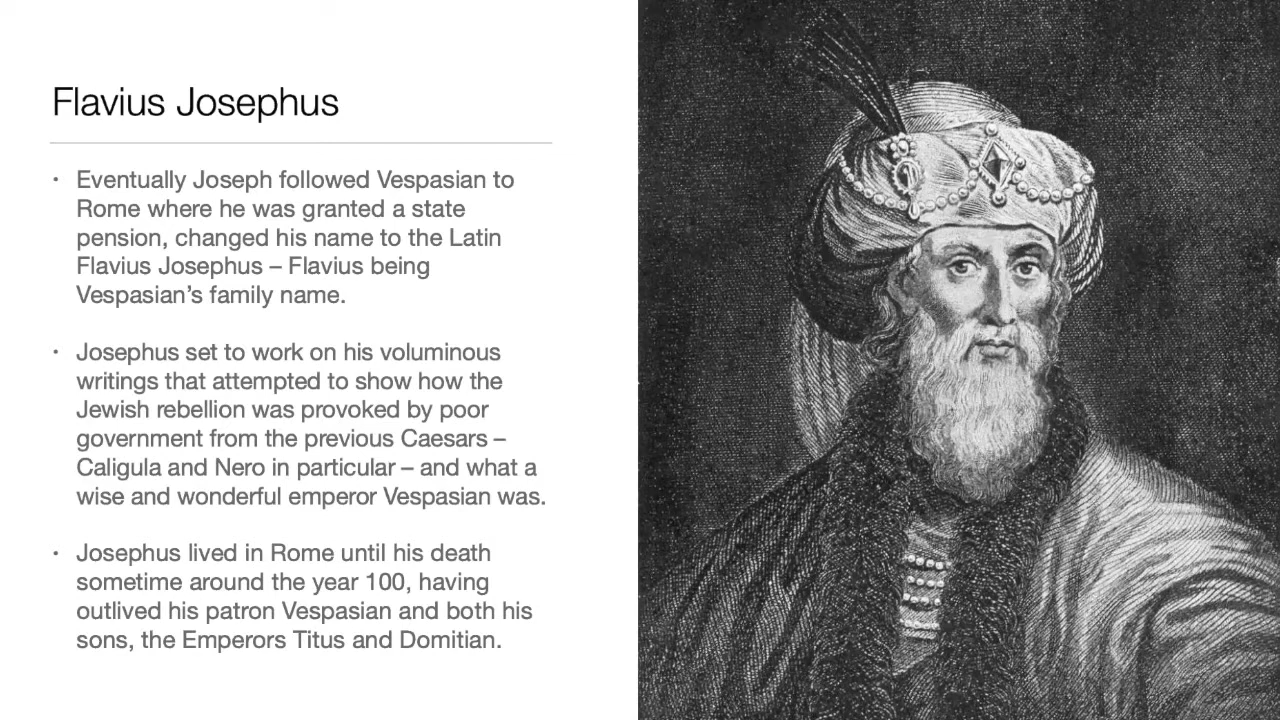 Flavius Josephus
• Eventually Joseph followed Vespasian to
Rome where he was granted a state
pension, changed his name to the Latin
Flavius Josephus – Flavius being
Vespasian’s family name.
• Josephus set to work on his voluminous
writings that attempted to show how the
Jewish rebellion was provoked by poor
government from the previous Caesars –
Caligula and Nero in particular – and what a
wise and wonderful emperor Vespasian was.
• Josephus lived in Rome until his death
sometime around the year 100, having
outlived his patron Vespasian and both his
sons, the Emperors Titus and Domitian.